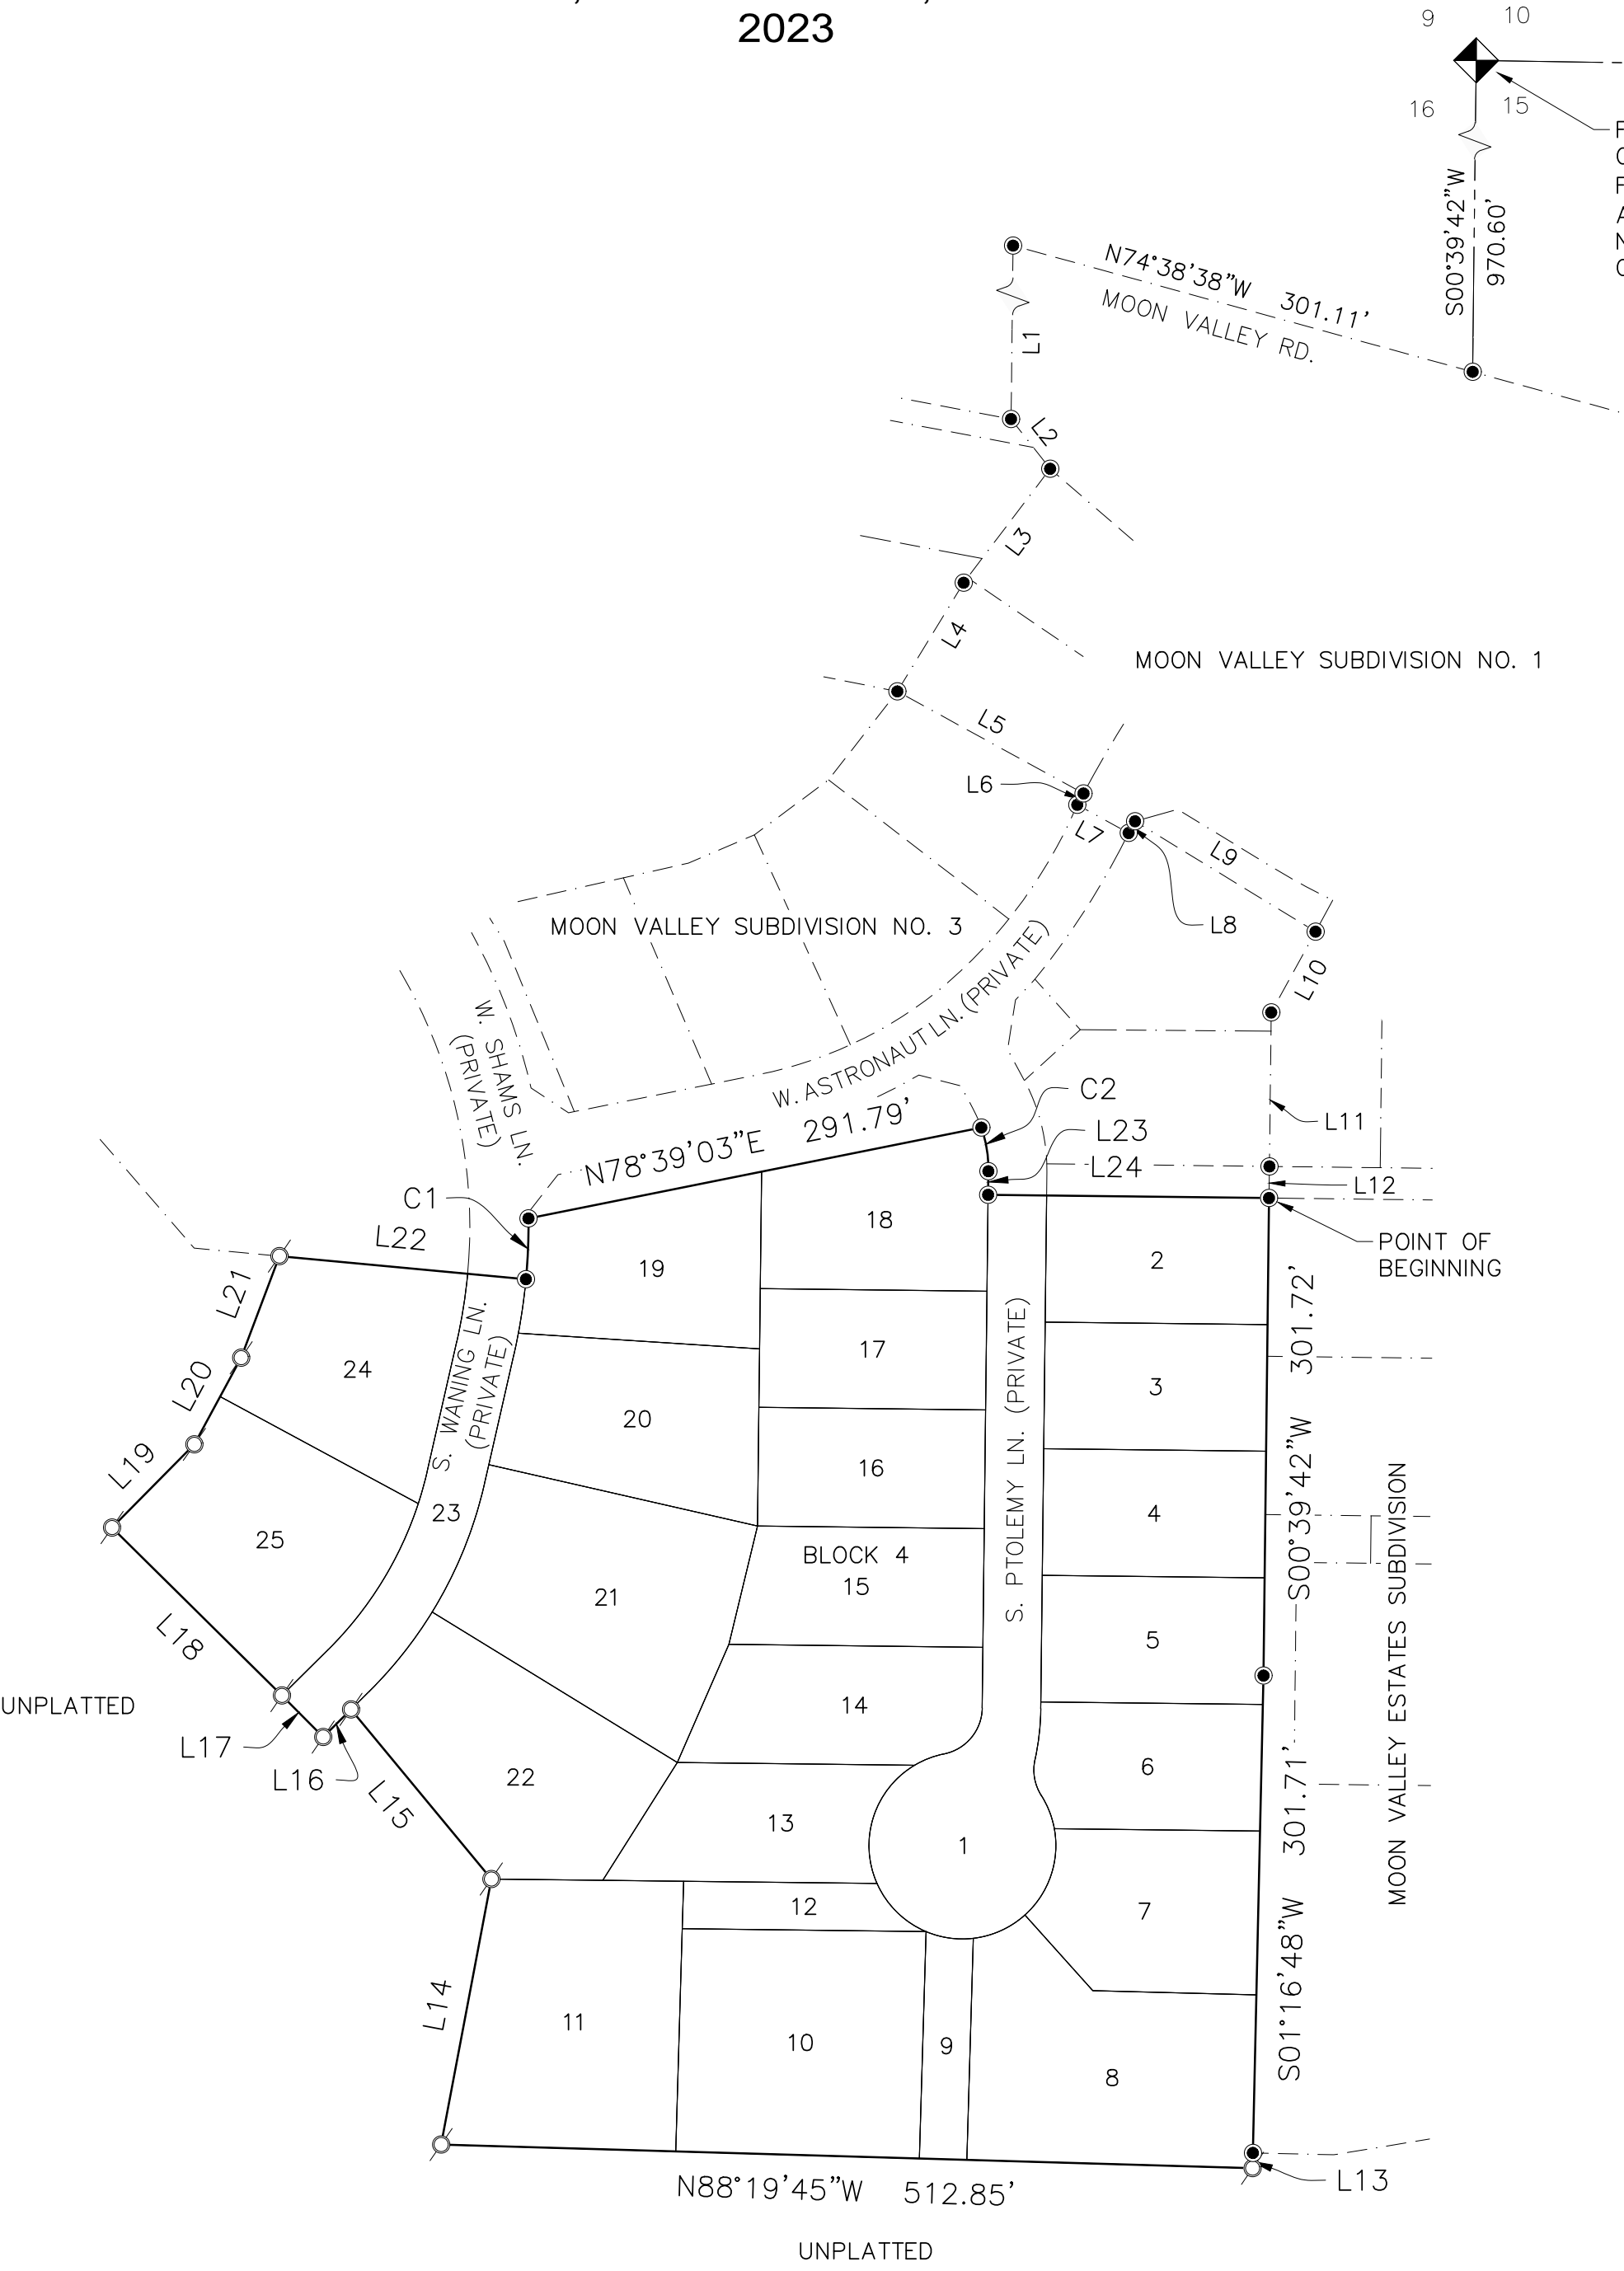 2023
9
10
16
15
S00°39'42"W
970.60'
N74°38'38"W 301.11'
MOON VALLEY RD.
L1
L2
L3
L4
MOON VALLEY SUBDIVISION NO. 1
L5
L6
L7
L9
L8
MOON VALLEY SUBDIVISION NO. 3
L10
W. SHAMS LN.
(PRIVATE)
W. ASTRONAUT LN. (PRIVATE)
C2
L11
N78°39'03"E 291.79'
L23
L24
L12
C1
L22
18
POINT OF
BEGINNING
19
2
L21
S. WANING LN.
(PRIVATE)
S. PTOLEMY LN. (PRIVATE)
301.72'
S00°39'42"W
24
17
3
L20
20
16
L19
23
4
25
BLOCK 4
15
21
MOON VALLEY ESTATES SUBDIVISION
L18
5
UNPLATTED
14
L17
6
301.71'
S01°16'48"W
L16
L15
22
13
1
12
7
L14
11
10
9
8
L13
N88°19'45"W 512.85'
UNPLATTED